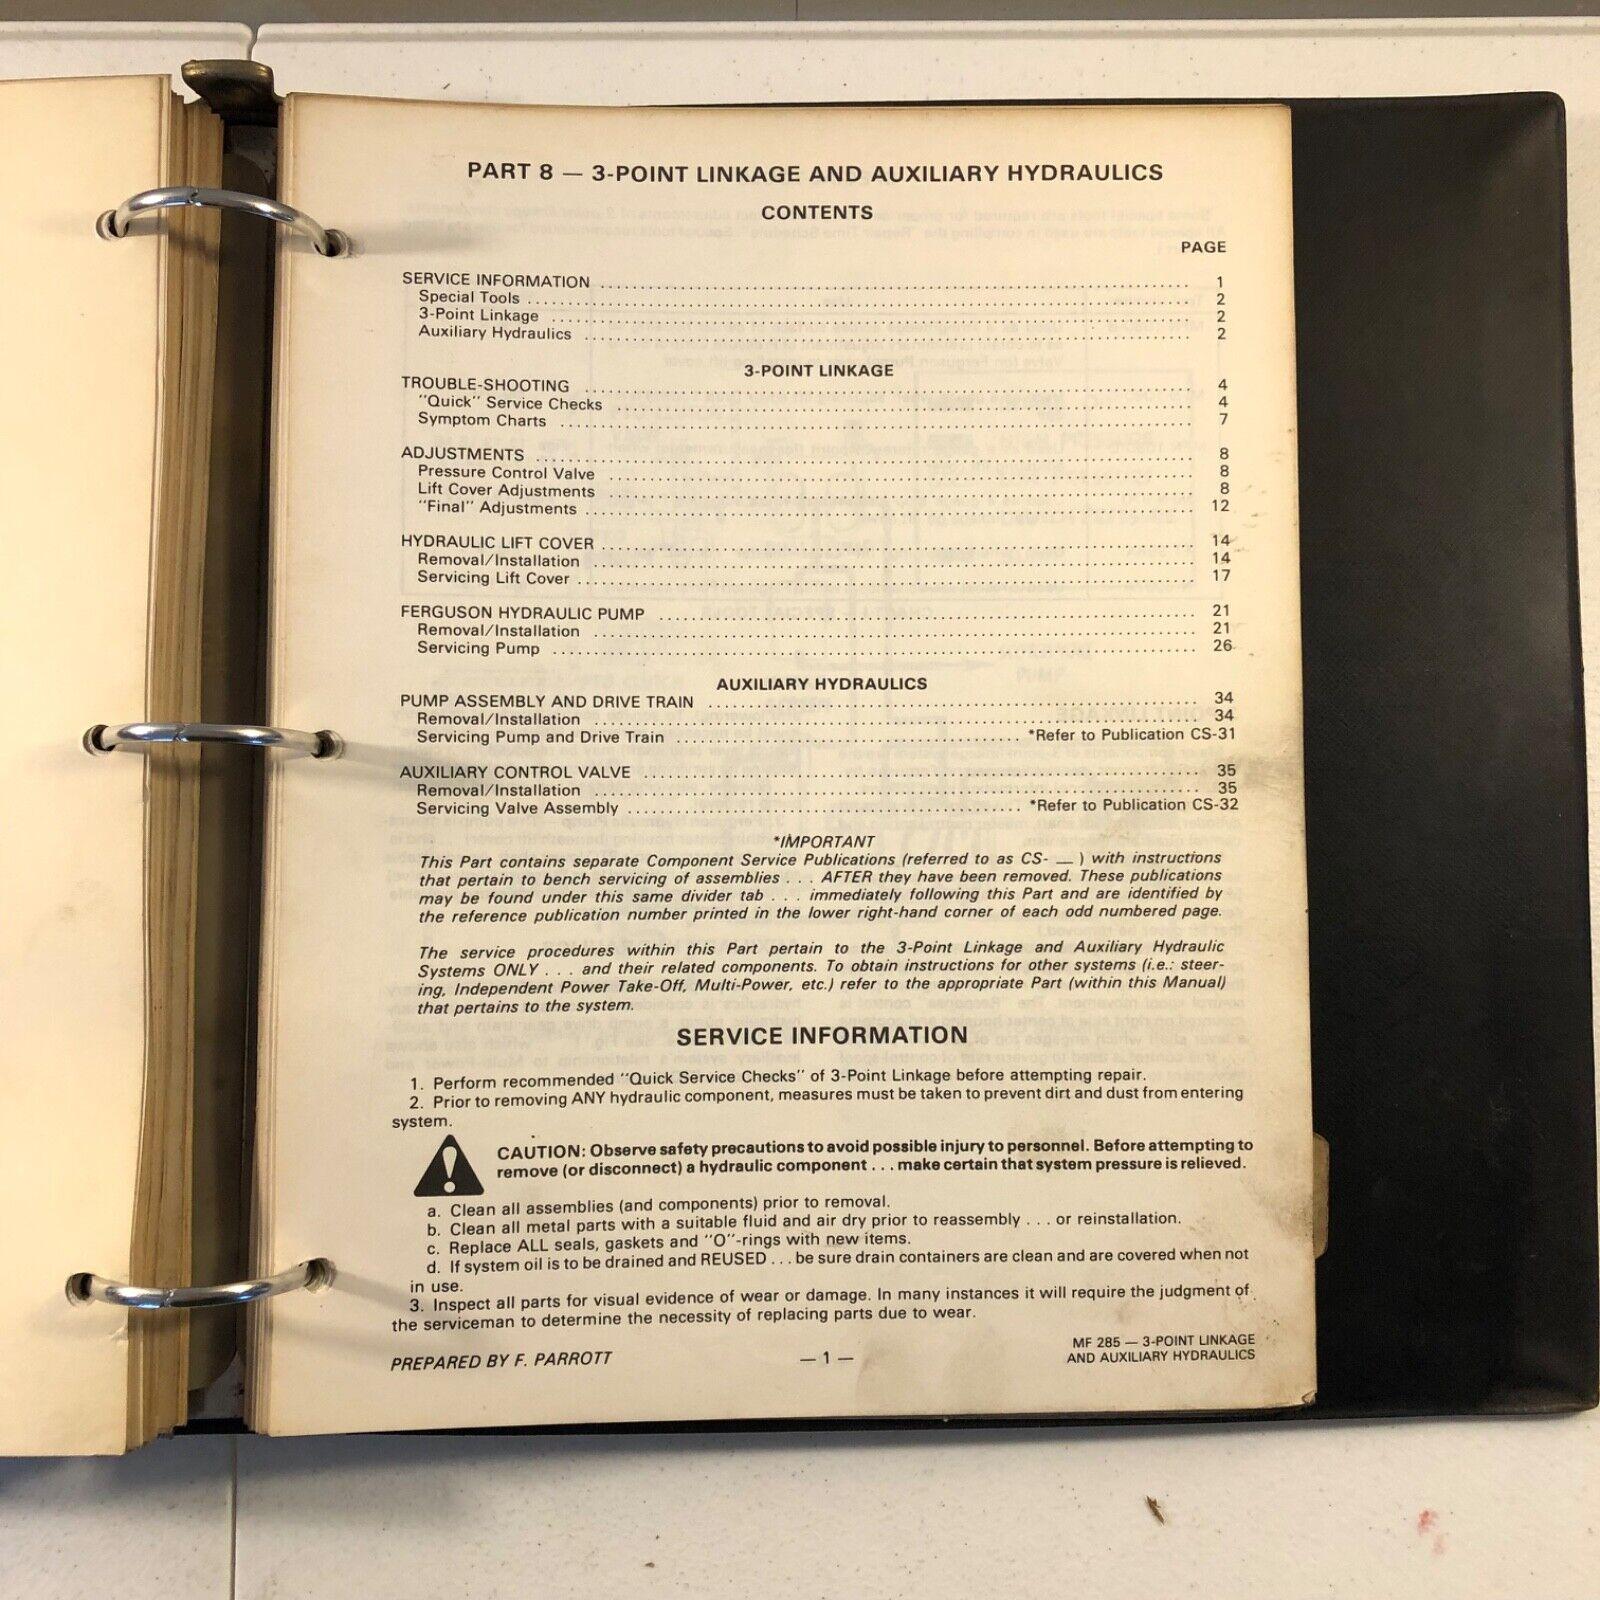 PART 8 — 3-POINT LINKAGE AND AUXILIARY HYDRAULICS
CONTENTS
PAGE
SERVICE INFORMATION ........ 1
Special Tools ........ 2
3-Point Linkage ........ 2
Auxiliary Hydraulics ........ 2
3-POINT LINKAGE
TROUBLE-SHOOTING ........ 4
"Quick" Service Checks ........ 4
Symptom Charts ........ 7
ADJUSTMENTS ........ 8
Pressure Control Valve ........ 8
Lift Cover Adjustments ........ 8
"Final" Adjustments ........ 12
HYDRAULIC LIFT COVER ........ 14
Removal/Installation ........ 14
Servicing Lift Cover ........ 17
FERGUSON HYDRAULIC PUMP ........ 21
Removal/Installation ........ 21
Servicing Pump ........ 26
AUXILIARY HYDRAULICS
PUMP ASSEMBLY AND DRIVE TRAIN ........ 34
Removal/Installation ........ 34
Servicing Pump and Drive Train ........ *Refer to Publication CS-31
AUXILIARY CONTROL VALVE ........ 35
Removal/Installation ........ 35
Servicing Valve Assembly ........ *Refer to Publication CS-32
*IMPORTANT
This Part contains separate Component Service Publications (referred to as CS- __ ) with instructions
that pertain to bench servicing of assemblies . . . AFTER they have been removed. These publications
may be found under this same divider tab . . . immediately following this Part and are identified by
the reference publication number printed in the lower right-hand corner of each odd numbered page.
The service procedures within this Part pertain to the 3-Point Linkage and Auxiliary Hydraulic
Systems ONLY . . . and their related components. To obtain instructions for other systems (i.e.: steer-
ing, Independent Power Take-Off, Multi-Power, etc.) refer to the appropriate Part (within this Manual)
that pertains to the system.
SERVICE INFORMATION
1. Perform recommended "Quick Service Checks" of 3-Point Linkage before attempting repair.
2. Prior to removing ANY hydraulic component, measures must be taken to prevent dirt and dust from entering
system.
CAUTION: Observe safety precautions to avoid possible injury to personnel. Before attempting to
remove (or disconnect) a hydraulic component . . . make certain that system pressure is relieved.
a. Clean all assemblies (and components) prior to removal.
b. Clean all metal parts with a suitable fluid and air dry prior to reassembly . . . or reinstallation.
c. Replace ALL seals, gaskets and "O"-rings with new items.
d. If system oil is to be drained and REUSED . . . be sure drain containers are clean and are covered when not
in use.
3. Inspect all parts for visual evidence of wear or damage. In many instances it will require the judgment of
the serviceman to determine the necessity of replacing parts due to wear.
PREPARED BY F. PARROTT
— 1 —
MF 285 — 3-POINT LINKAGE
AND AUXILIARY HYDRAULICS